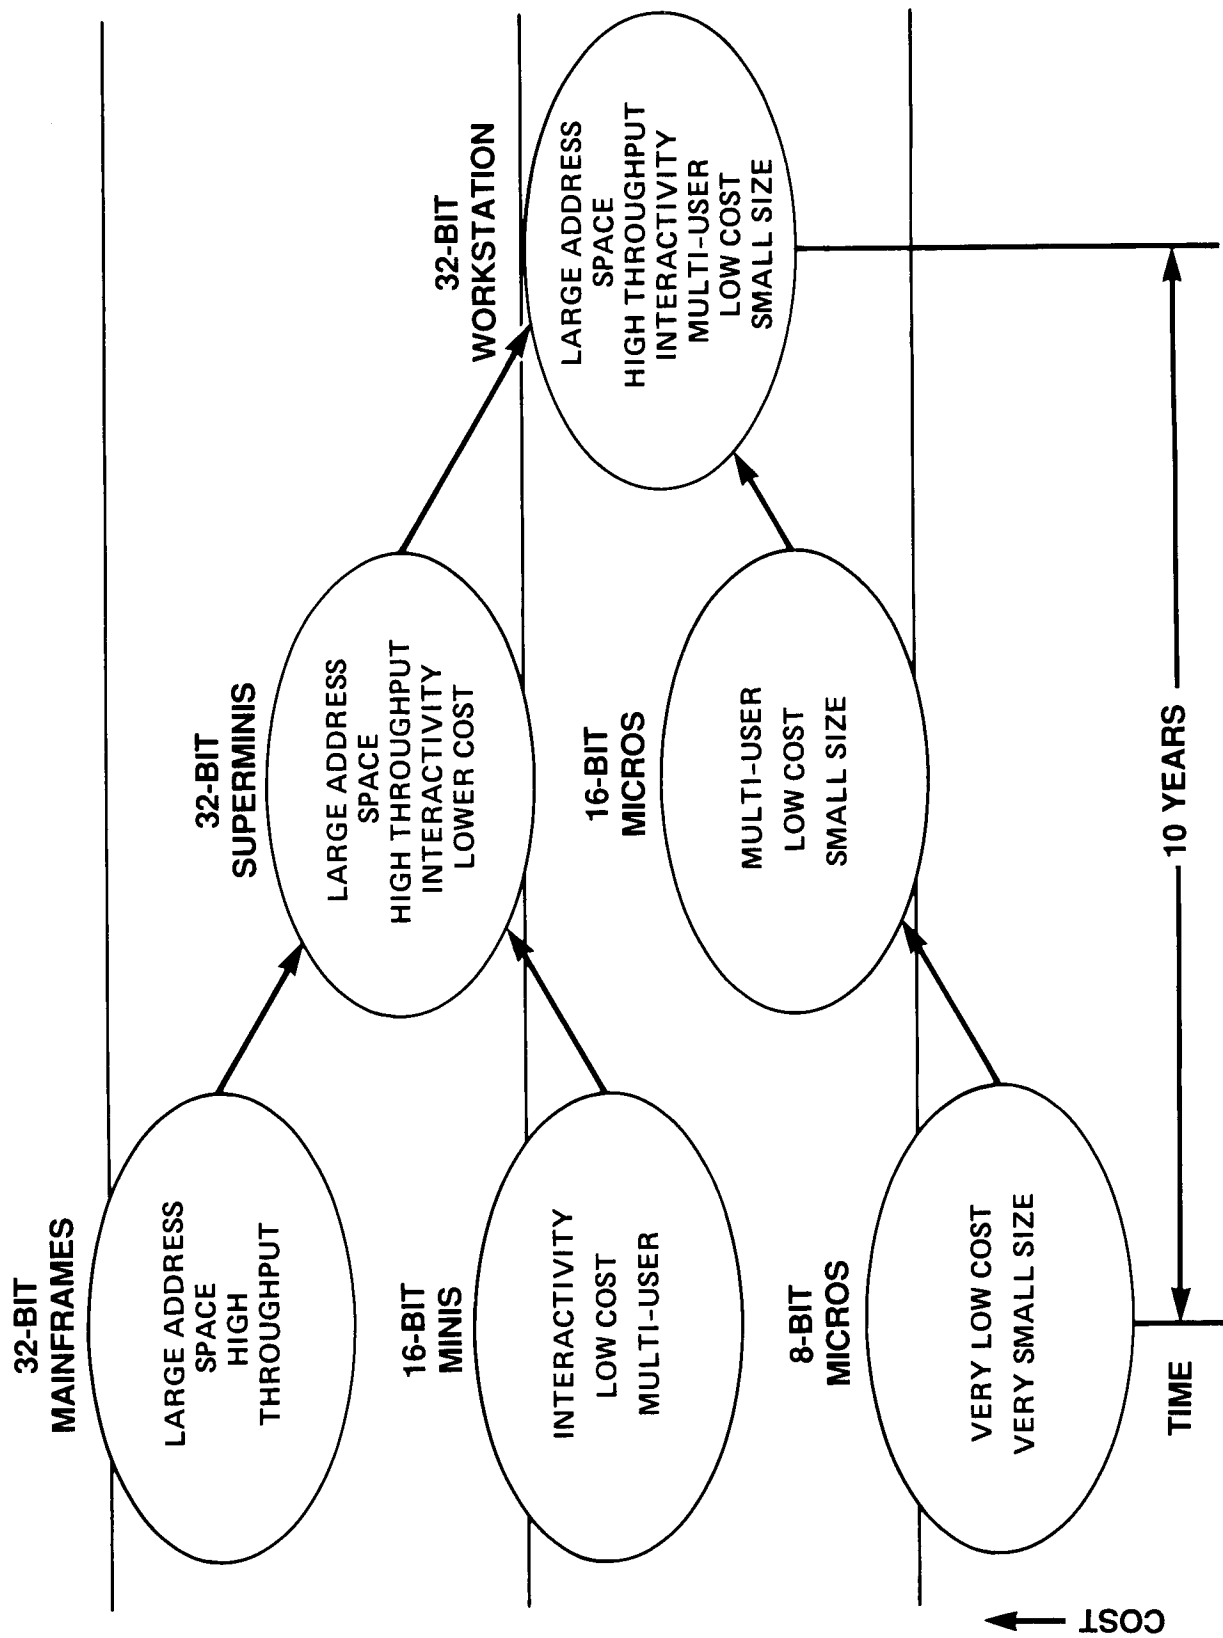 32-BIT
MAINFRAMES
LARGE ADDRESS
SPACE
HIGH
THROUGHPUT
16-BIT
MINIS
INTERACTIVITY
LOW COST
MULTI-USER
8-BIT
MICROS
VERY LOW COST
VERY SMALL SIZE
32-BIT
SUPERMINIS
LARGE ADDRESS
SPACE
HIGH THROUGHPUT
INTERACTIVITY
LOWER COST
16-BIT
MICROS
MULTI-USER
LOW COST
SMALL SIZE
32-BIT
WORKSTATION
LARGE ADDRESS
SPACE
HIGH THROUGHPUT
INTERACTIVITY
MULTI-USER
LOW COST
SMALL SIZE
COST
TIME
10 YEARS